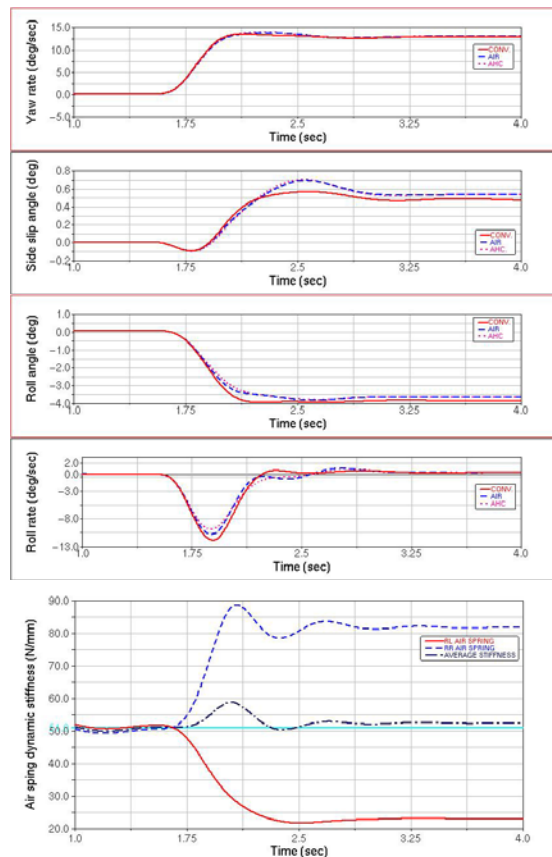 Yaw rate (deg/sec)
15.0
10.0
5.0
0.0
−5.0
CONV.
AIR
AHC
1.0 1.75 2.5 3.25 4.0
Time (sec)
Side slip angle (deg)
0.8
0.6
0.4
0.2
0.0
−0.2
CONV.
AIR
AHC.
1.0 1.75 2.5 3.25 4.0
Time (sec)
Roll angle (deg)
1.0
0.0
−1.0
−2.0
−3.0
−4.0
CONV.
AIR
AHC
1.0 1.75 2.5 3.25 4.0
Time (sec)
Roll rate (deg/sec)
2.0
0.0
−3.0
−8.0
−13.0
CONV.
AIR
AHC
1.0 1.75 2.5 3.25 4.0
Time (sec)
Air sping dynamic stiffness (N/mm)
90.0
80.0
70.0
60.0
50.0
40.0
30.0
20.0
RL AIR SPRING
RR AIR SPRING
AVERAGE STIFFNESS
1.0 1.75 2.5 3.25 4.0
Time (sec)